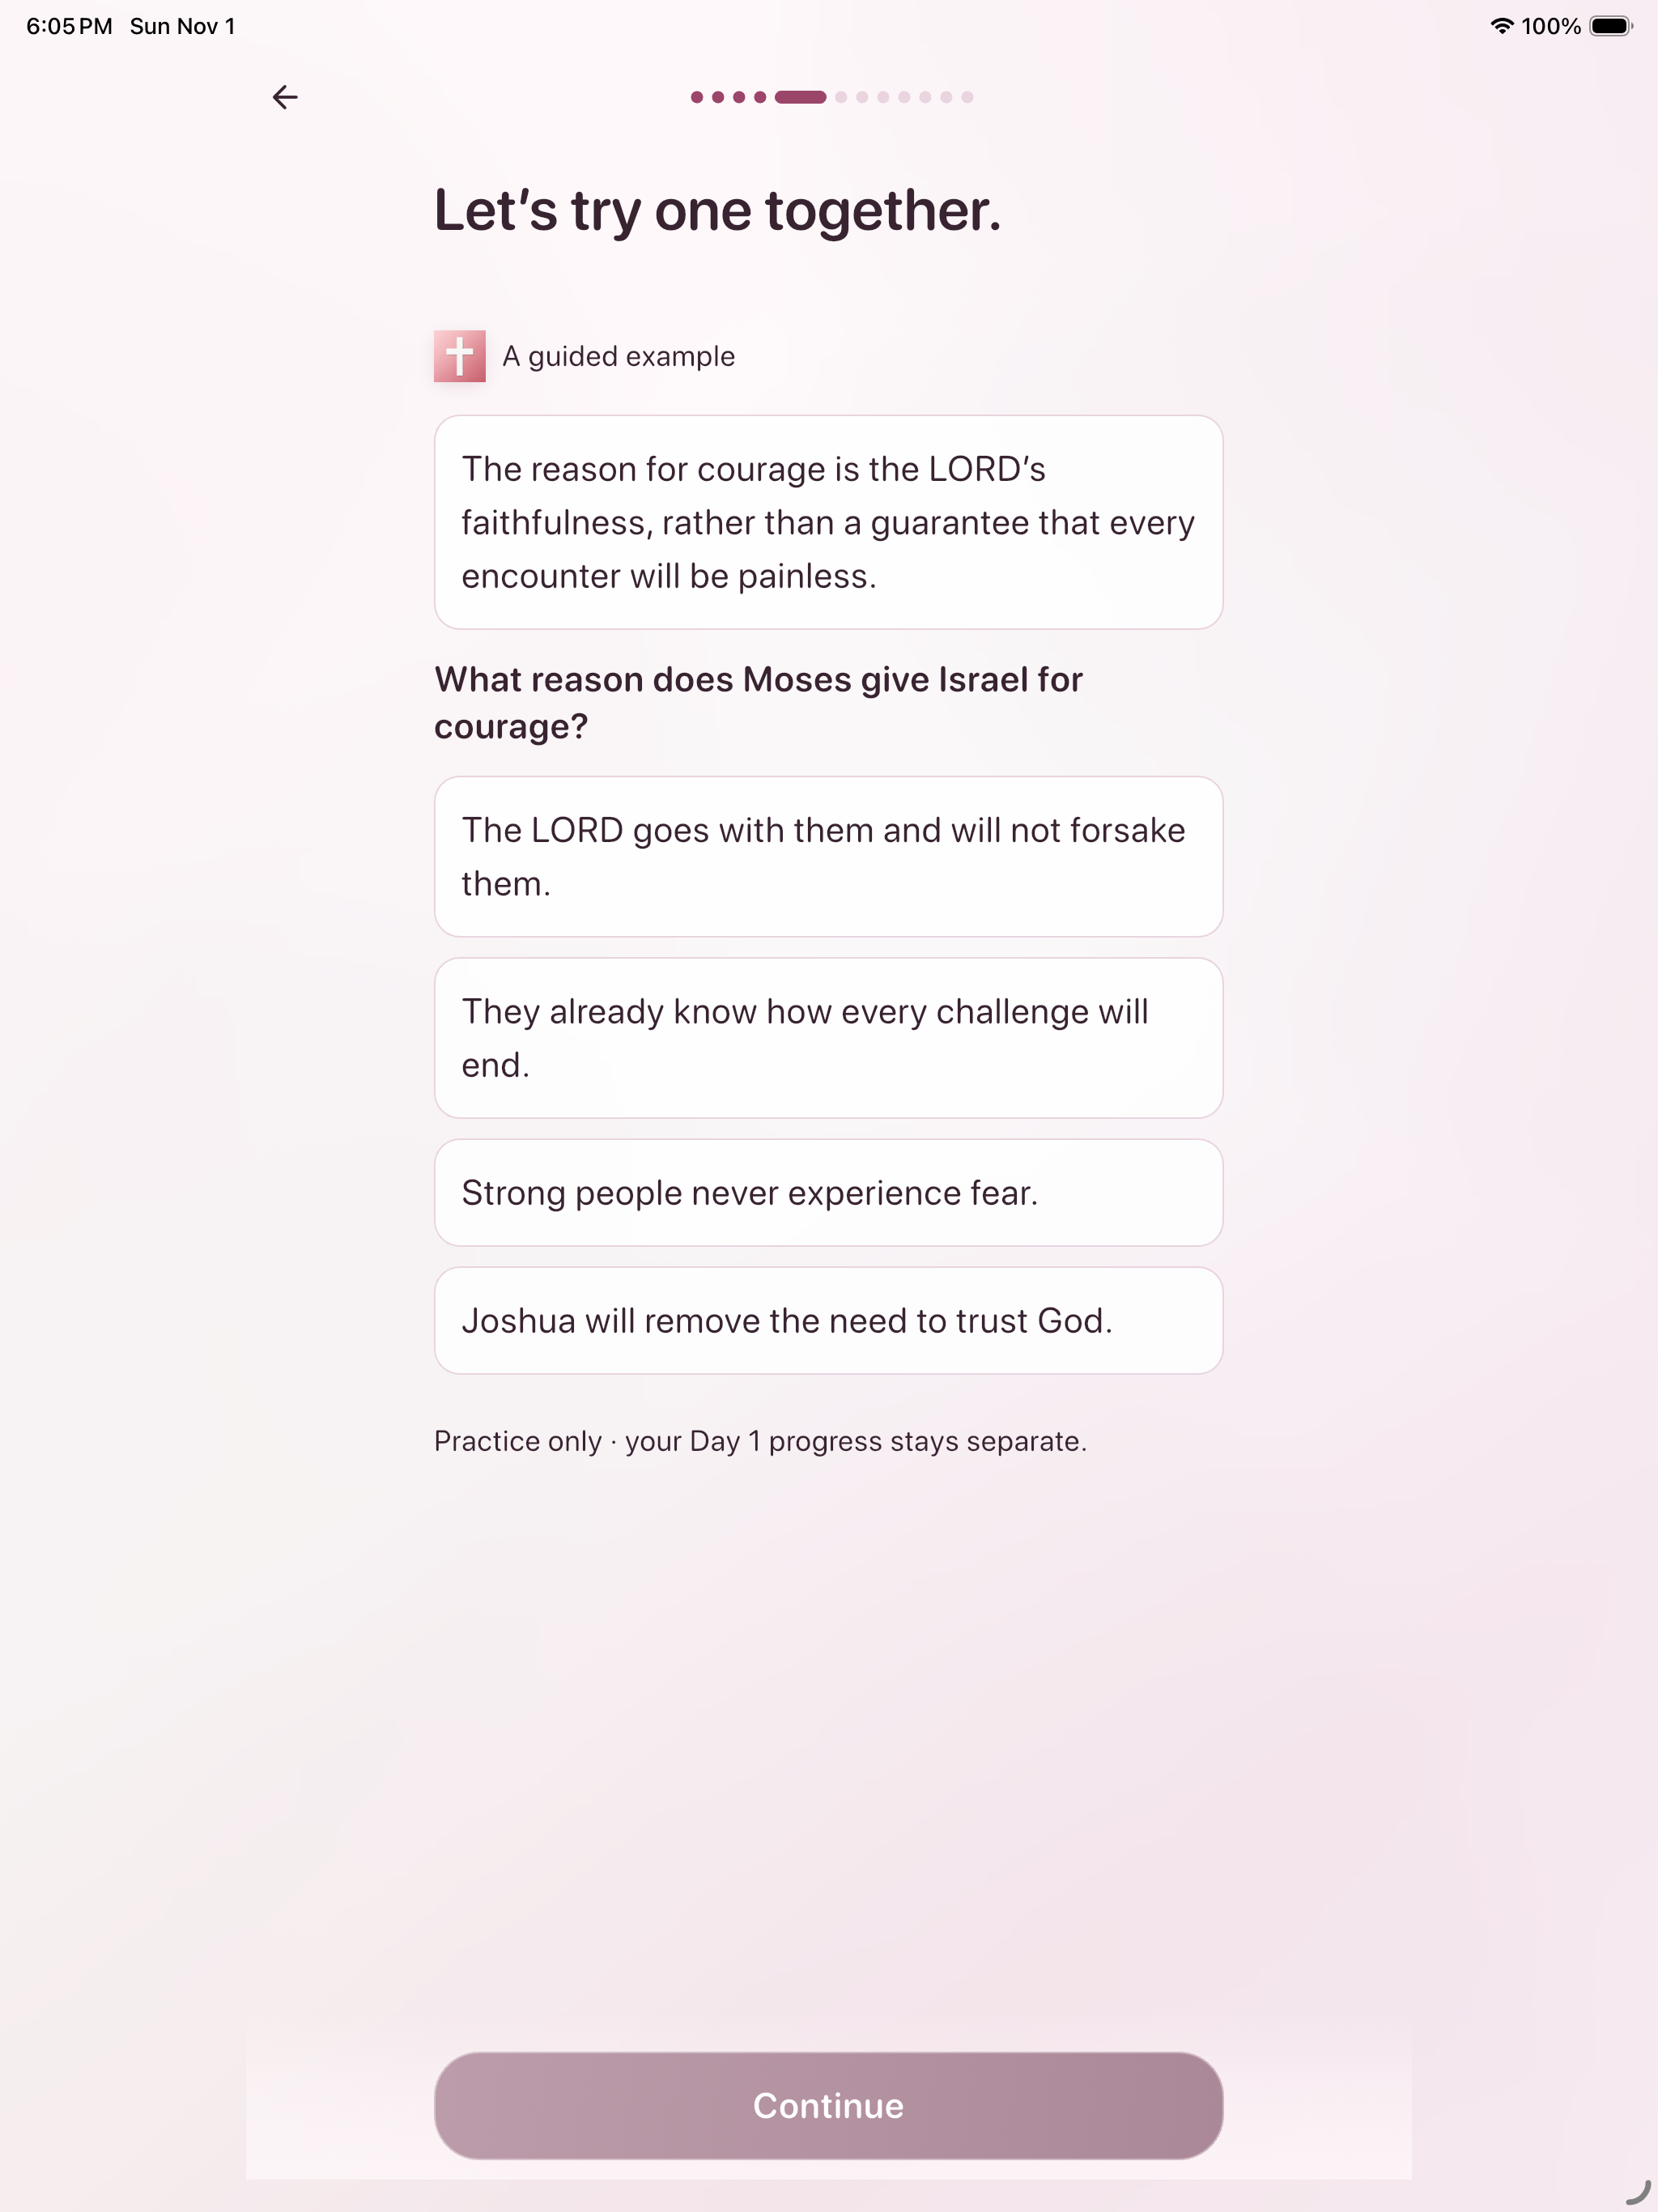 6:05 PM Sun Nov 1
100%
Let’s try one together.
A guided example
The reason for courage is the LORD’s
faithfulness, rather than a guarantee that every
encounter will be painless.
What reason does Moses give Israel for
courage?
The LORD goes with them and will not forsake
them.
They already know how every challenge will
end.
Strong people never experience fear.
Joshua will remove the need to trust God.
Practice only · your Day 1 progress stays separate.
Continue